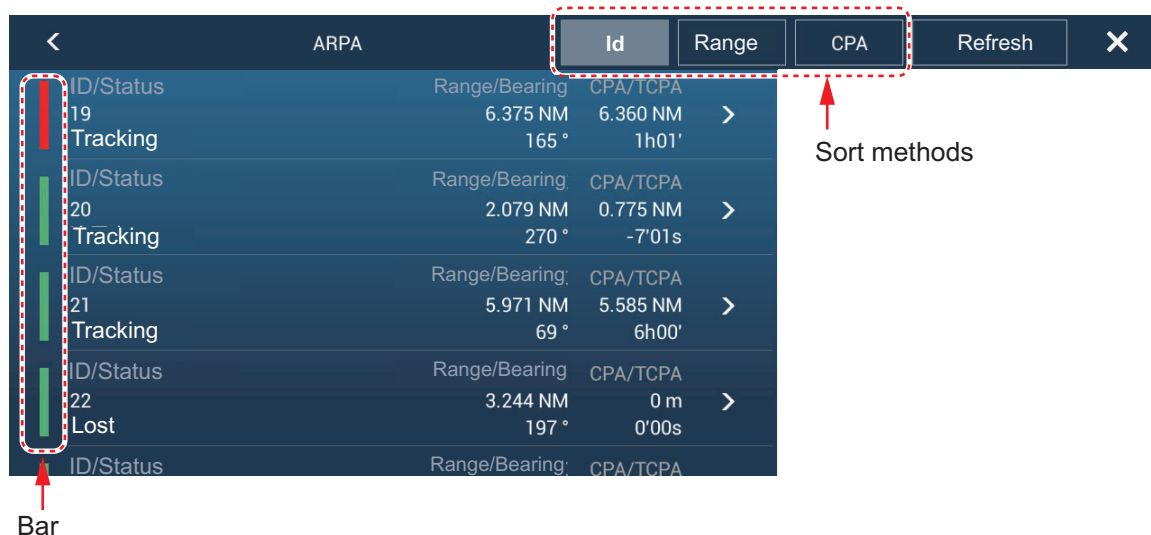 ARPA Id Range CPA Refresh
ID/Status Range/Bearing CPA/TCPA
19 6.375 NM 6.360 NM
Tracking 165 ° 1h01'
Sort methods
ID/Status Range/Bearing CPA/TCPA
20 2.079 NM 0.775 NM
Tracking 270 ° -7'01s
ID/Status Range/Bearing CPA/TCPA
21 5.971 NM 5.585 NM
Tracking 69 ° 6h00'
ID/Status Range/Bearing CPA/TCPA
22 3.244 NM 0 m
Lost 197 ° 0'00s
ID/Status Range/Bearing CPA/TCPA
Bar